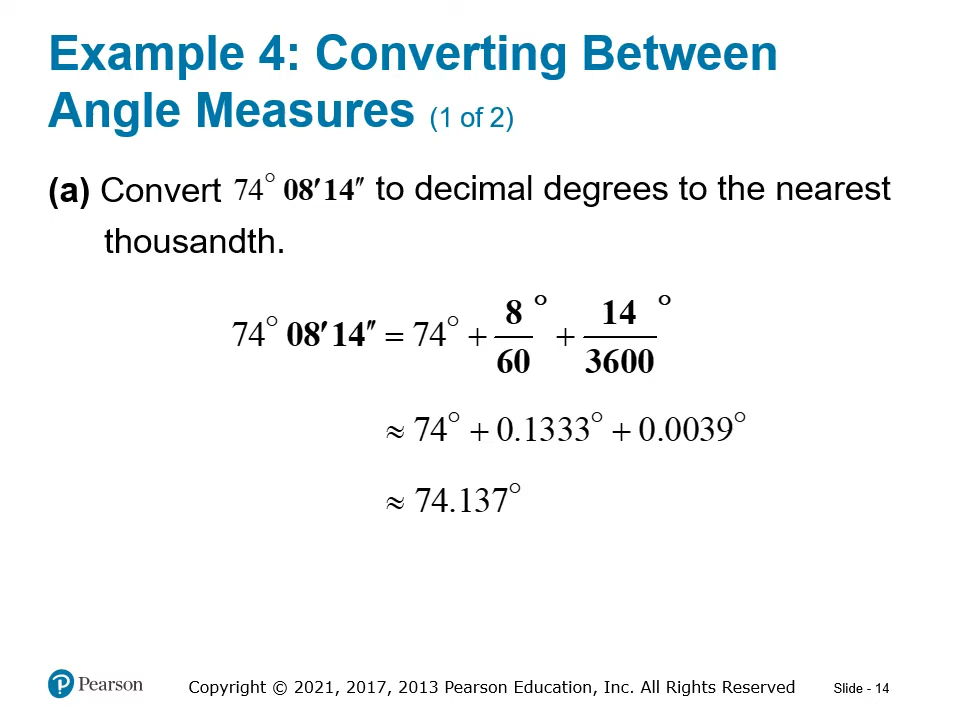 Example 4: Converting Between
Angle Measures (1 of 2)
(a) Convert 74° 08′14″ to decimal degrees to the nearest
thousandth.
74° 08′14″ = 74° + 8/60° + 14/3600°
≈ 74° + 0.1333° + 0.0039°
≈ 74.137°
Pearson Copyright © 2021, 2017, 2013 Pearson Education, Inc. All Rights Reserved Slide - 14